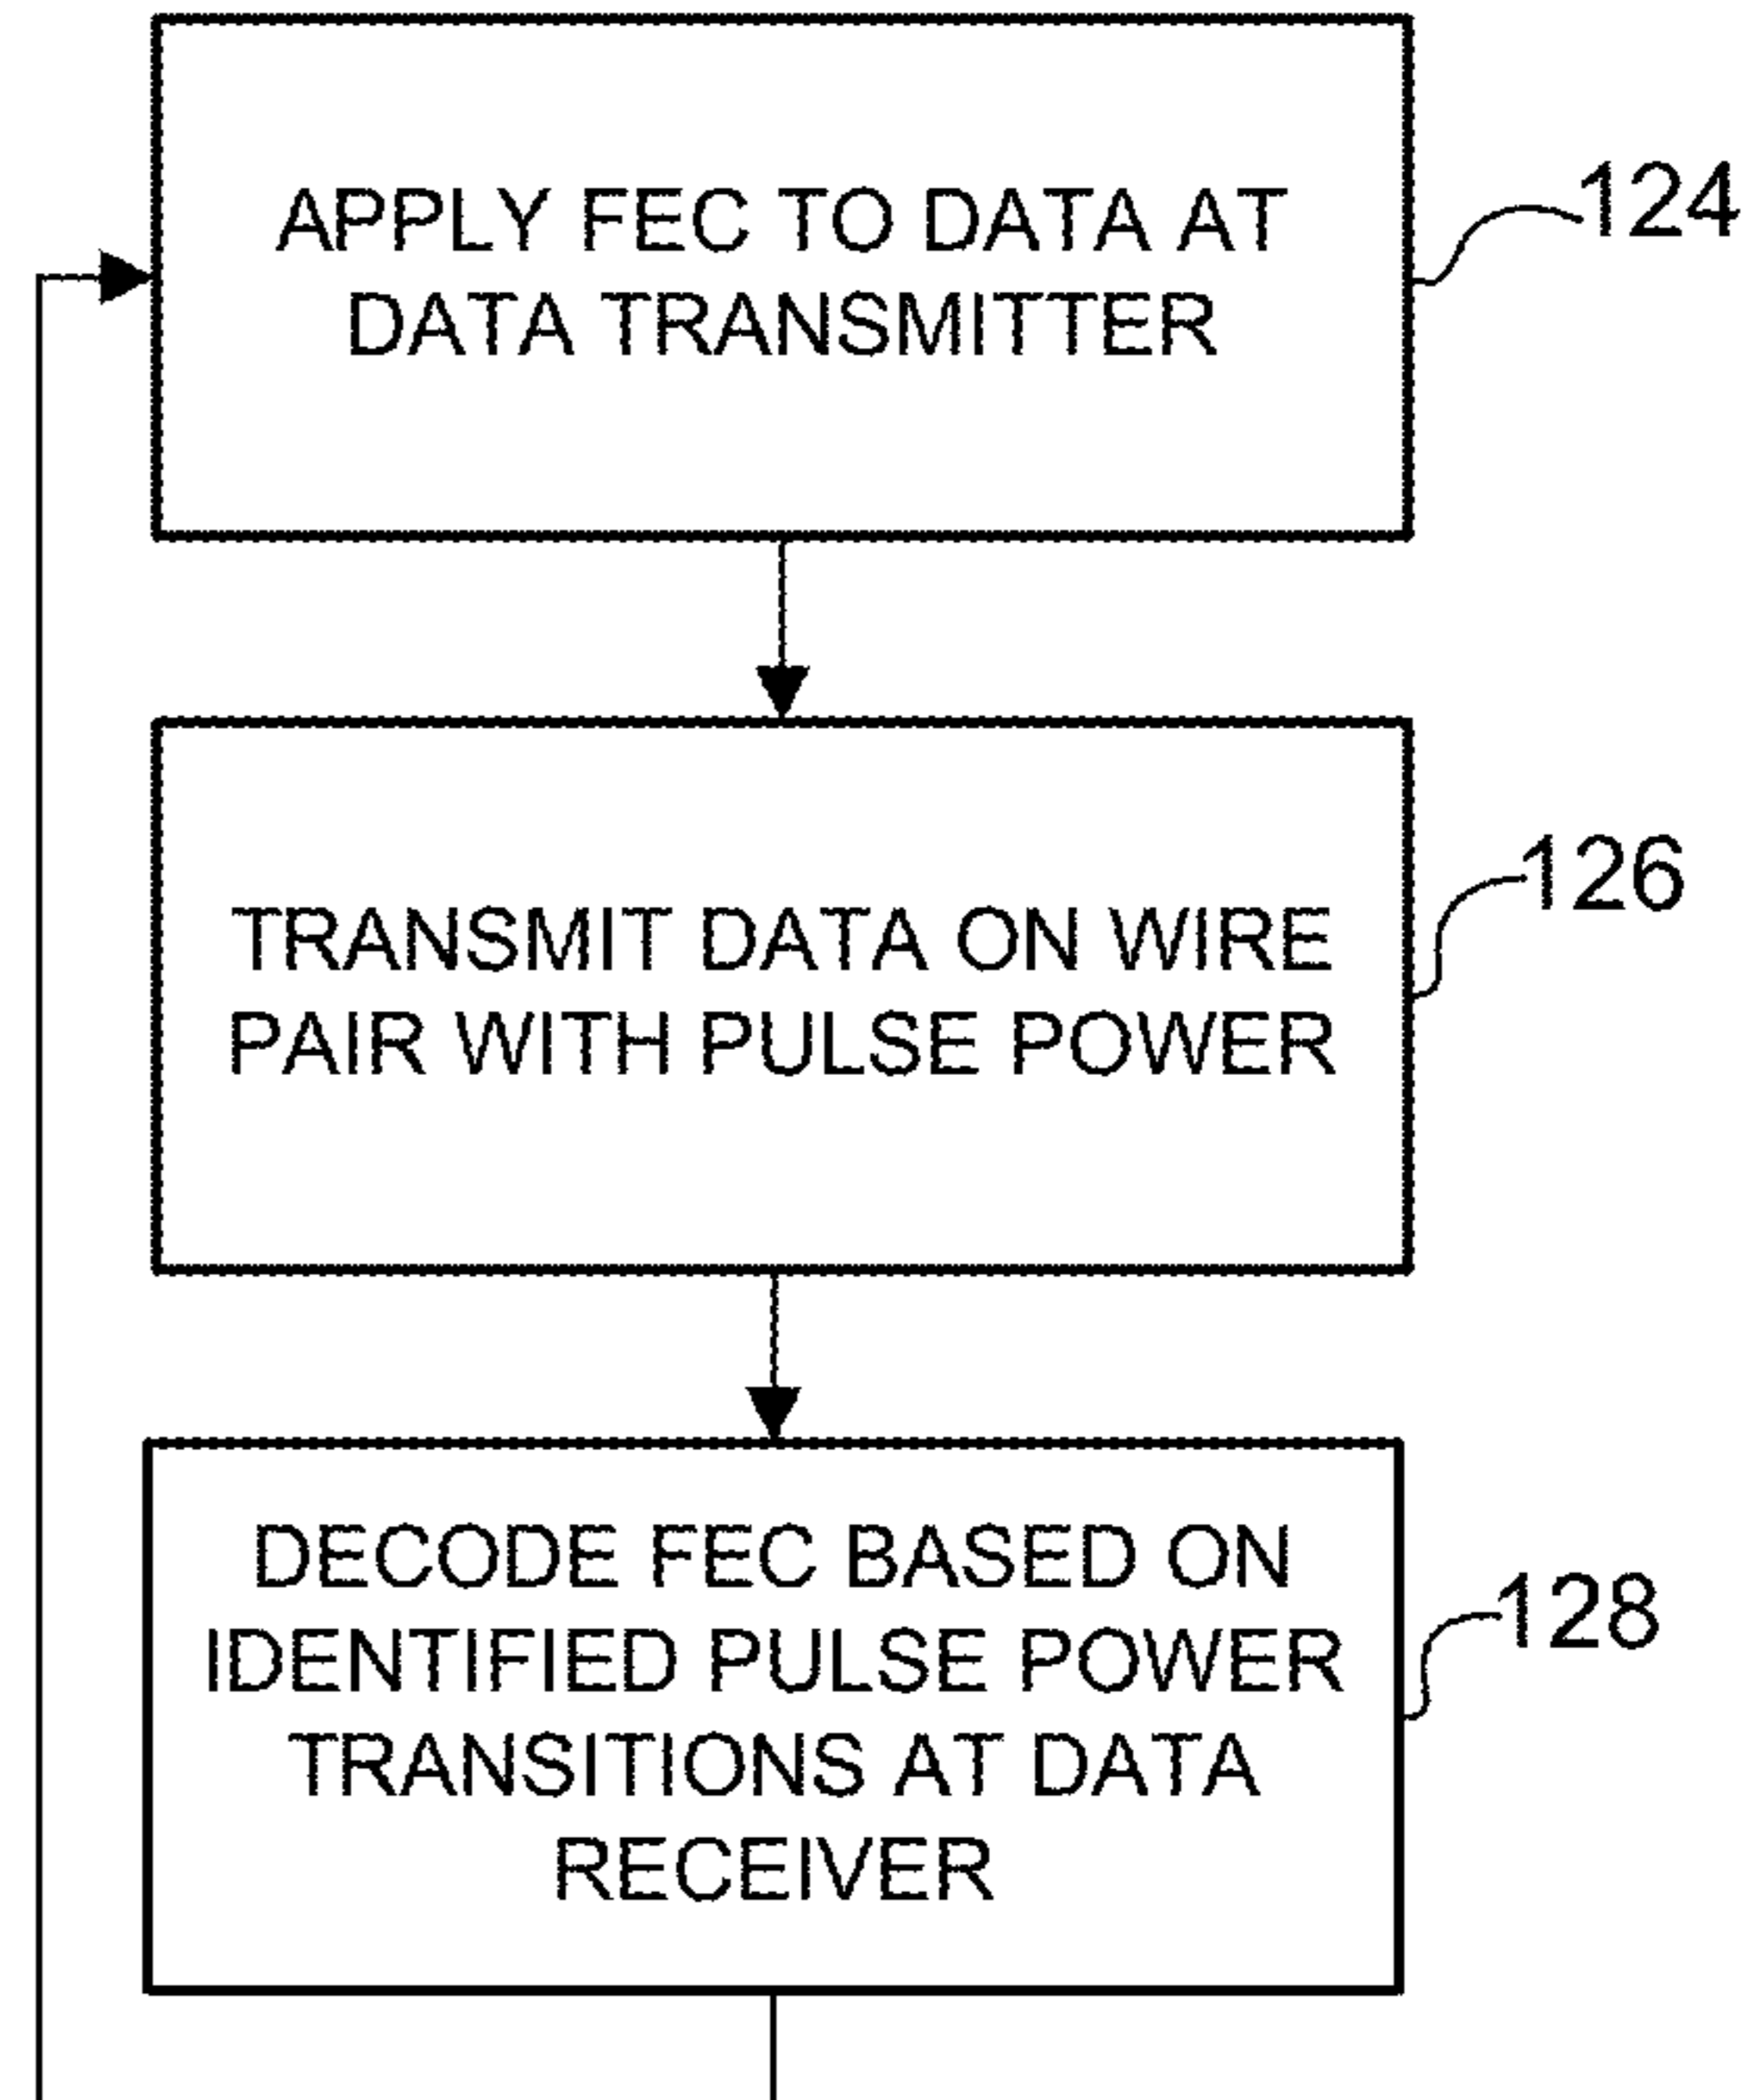 APPLY FEC TO DATA AT
DATA TRANSMITTER
124
TRANSMIT DATA ON WIRE
PAIR WITH PULSE POWER
126
DECODE FEC BASED ON
IDENTIFIED PULSE POWER
TRANSITIONS AT DATA
RECEIVER
128